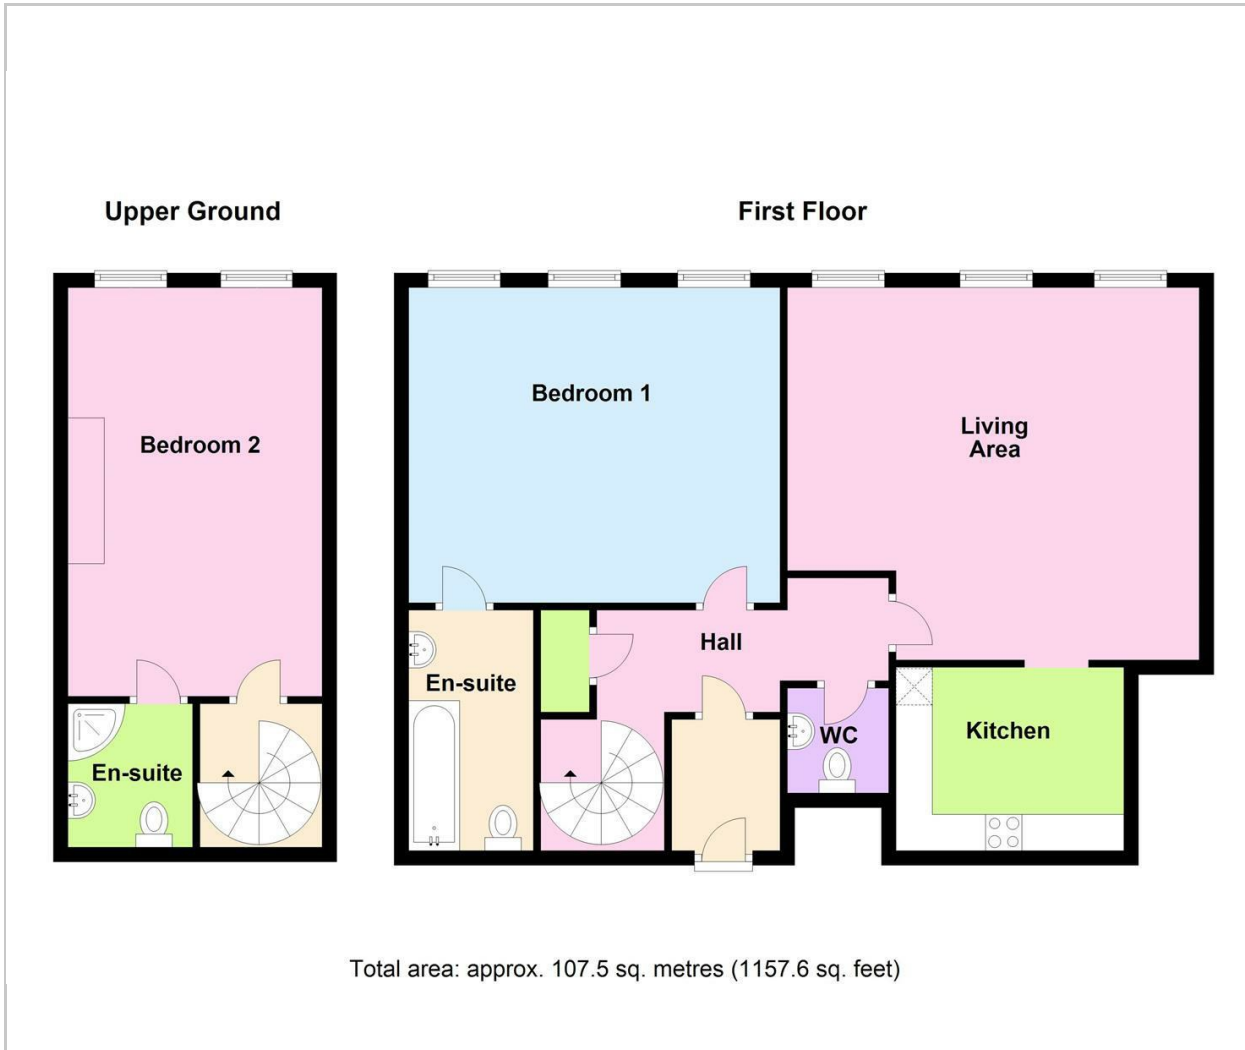 Upper Ground
First Floor
Bedroom 2
En-suite
Bedroom 1
Living
Area
Hall
En-suite
WC
Kitchen
Total area: approx. 107.5 sq. metres (1157.6 sq. feet)